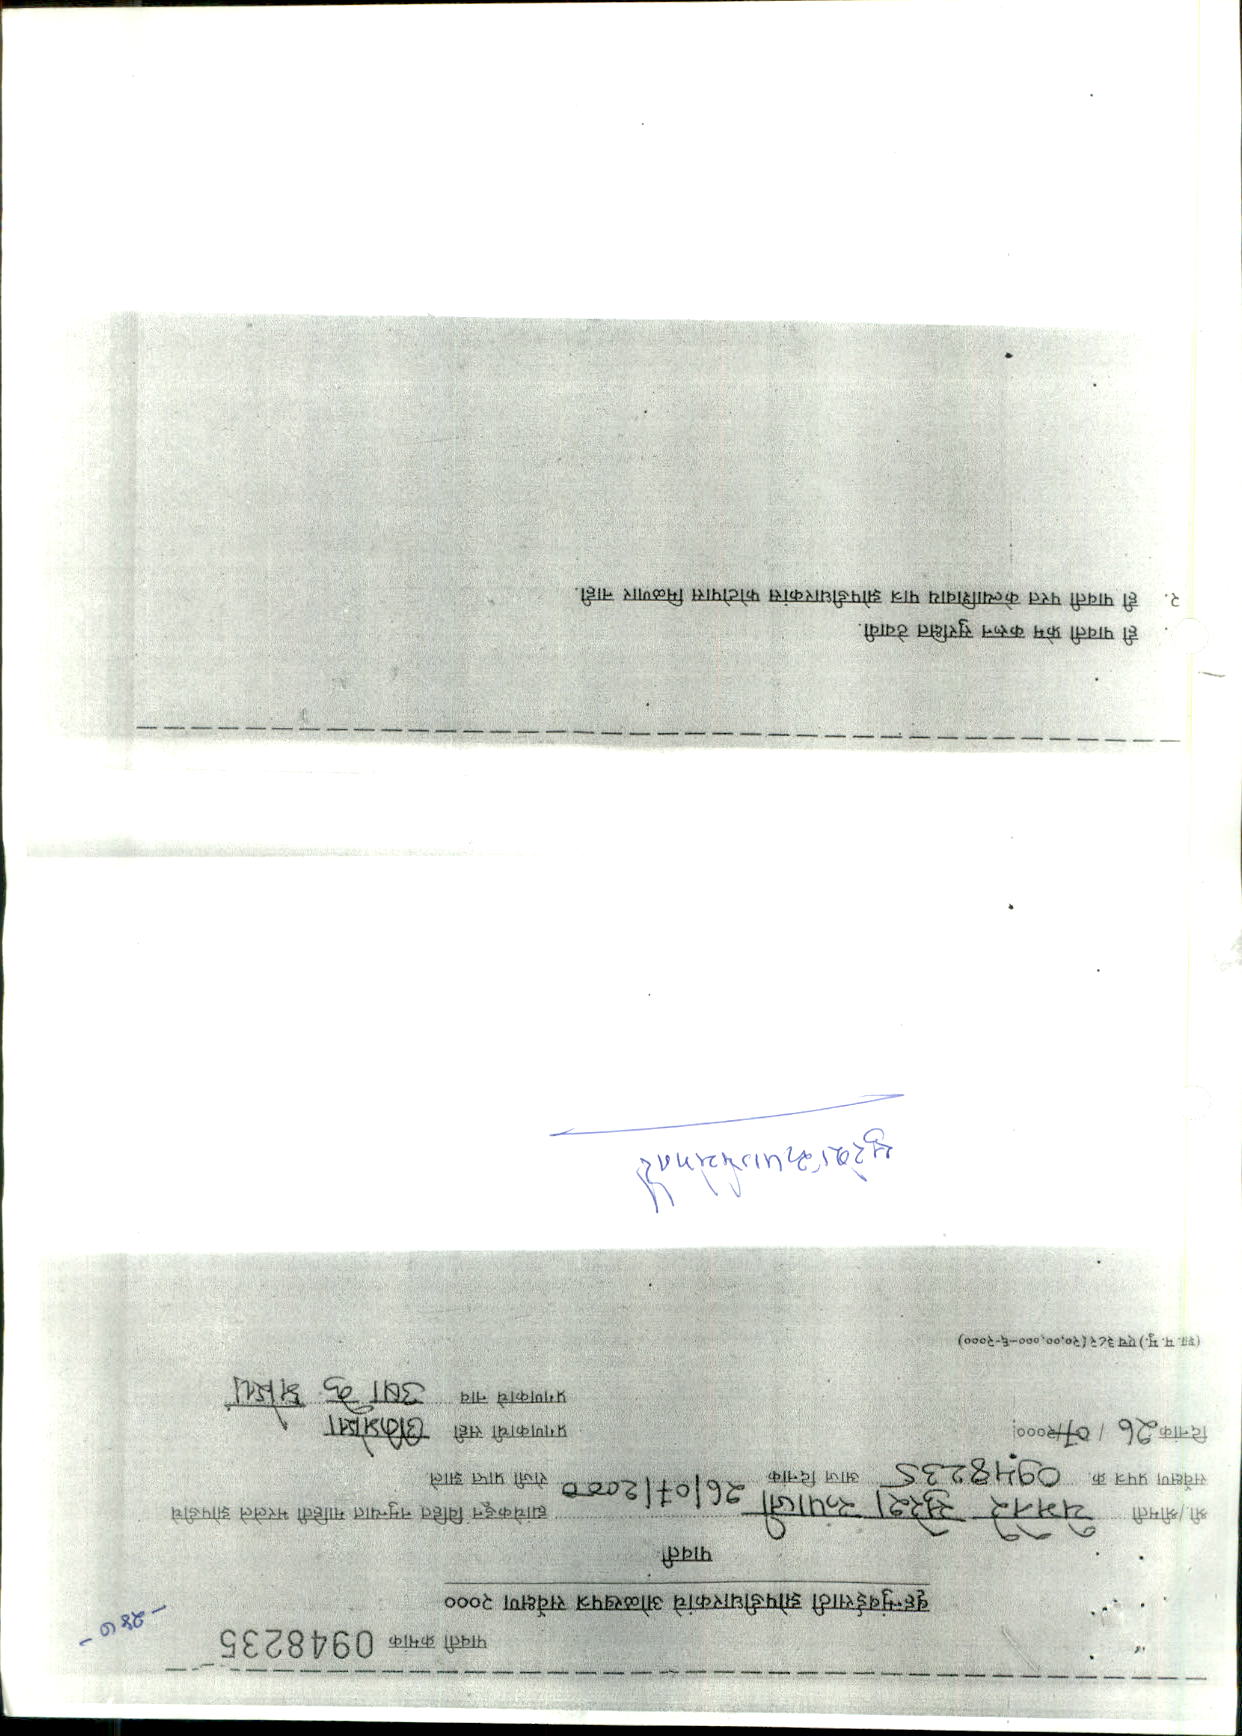 पावती क्रमांक 0948235
- २४७ -
बृहन्मुंबईसाठी झोपडीधारकांचे ओळखपत्र सर्वेक्षण २०००
पावती
श्री./श्रीमती येमनेरे सुरेश रुपाजी ह्यांचेकडून विहित नमुन्यात माहिती भरलेले झोपडीचे
सर्वेक्षण प्रपत्र क्र. 0948235 आज दिनांक 26/07/2000 रोजी प्राप्त झाले.
दिनांक 26 / 07/२०००
प्रगणकाची सही
प्रगणकाचे नाव उषा के
(शा. म. मु.) एच ३८२ (२०,००,०००-६-२०००)
सुरेश रुपाजी येमनेरे
ही पावती फ्रेम करून सुरक्षित ठेवावी.
२. ही पावती परत केल्याशिवाय पात्र झोपडीधारकांस फोटोपास मिळणार नाही.